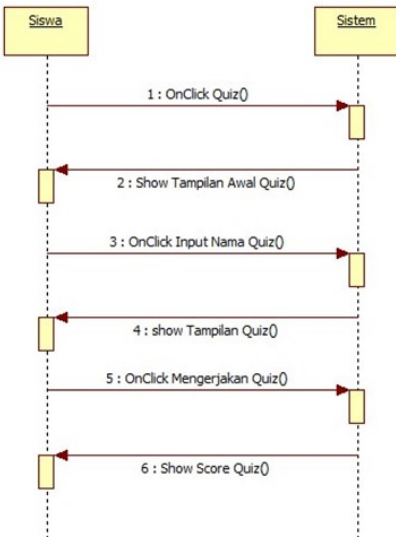 Siswa
Sistem
1 : OnClick Quiz()
2 : Show Tampilan Awal Quiz()
3 : OnClick Input Nama Quiz()
4 : show Tampilan Quiz()
5 : OnClick Mengerjakan Quiz()
6 : Show Score Quiz()